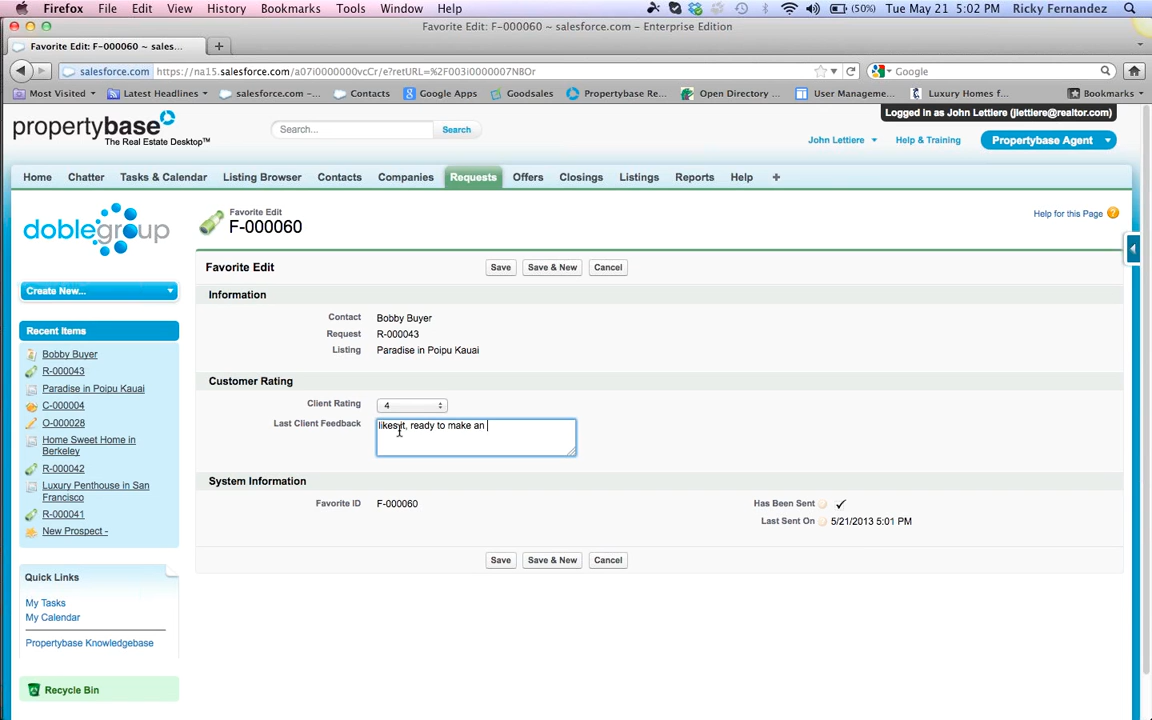 Firefox File Edit View History Bookmarks Tools Window Help (50%) Tue May 21 5:02 PM Ricky Fernandez
Favorite Edit: F-000060 ~ salesforce.com - Enterprise Edition
Favorite Edit: F-000060 ~ sales...
salesforce.com https://na15.salesforce.com/a07i0000000vcCr/e?retURL=%2F003i0000007NBOr Google
Most Visited Latest Headlines salesforce.com -... Contacts Google Apps Goodsales Propertybase Re... Open Directory ... User Manageme... Luxury Homes f... Bookmarks
Logged in as John Lettiere (jlettiere@realtor.com)
propertybase
The Real Estate Desktop™
Search... Search
John Lettiere Help & Training Propertybase Agent
Home Chatter Tasks & Calendar Listing Browser Contacts Companies Requests Offers Closings Listings Reports Help +
doblegroup
Favorite Edit
F-000060
Help for this Page ?
Create New...
Recent Items
Bobby Buyer
R-000043
Paradise in Poipu Kauai
C-000004
O-000028
Home Sweet Home in
Berkeley
R-000042
Luxury Penthouse in San
Francisco
R-000041
New Prospect -
Quick Links
My Tasks
My Calendar
Propertybase Knowledgebase
Recycle Bin
Favorite Edit Save Save & New Cancel
Information
Contact Bobby Buyer
Request R-000043
Listing Paradise in Poipu Kauai
Customer Rating
Client Rating 4
Last Client Feedback likes it, ready to make an
System Information
Favorite ID F-000060 Has Been Sent
Last Sent On 5/21/2013 5:01 PM
Save Save & New Cancel